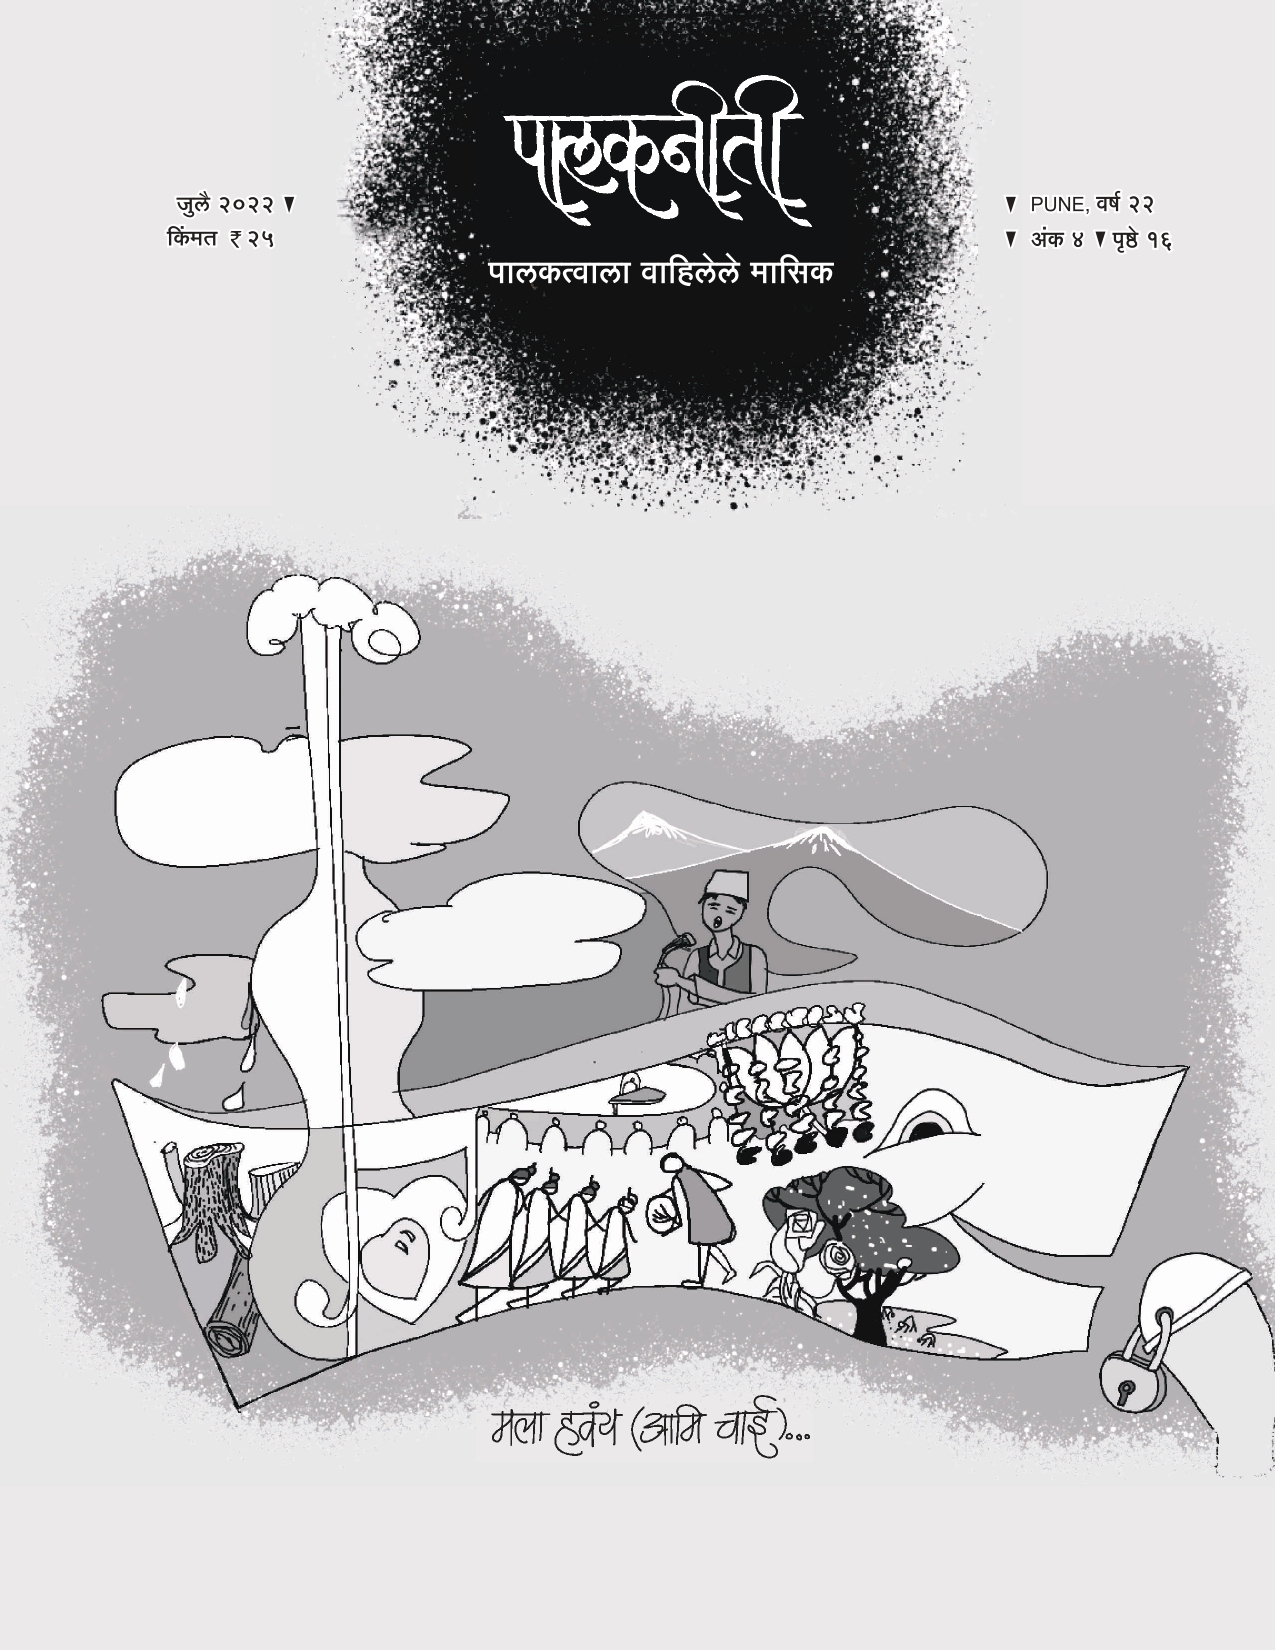 पालकनीती
पालकत्वाला वाहिलेले मासिक
जुलै २०२२ ▼
किंमत ₹ २५
▼ PUNE, वर्ष २२
▼ अंक ४ ▼ पृष्ठे १६
मला हवंय (आमि चाई)...